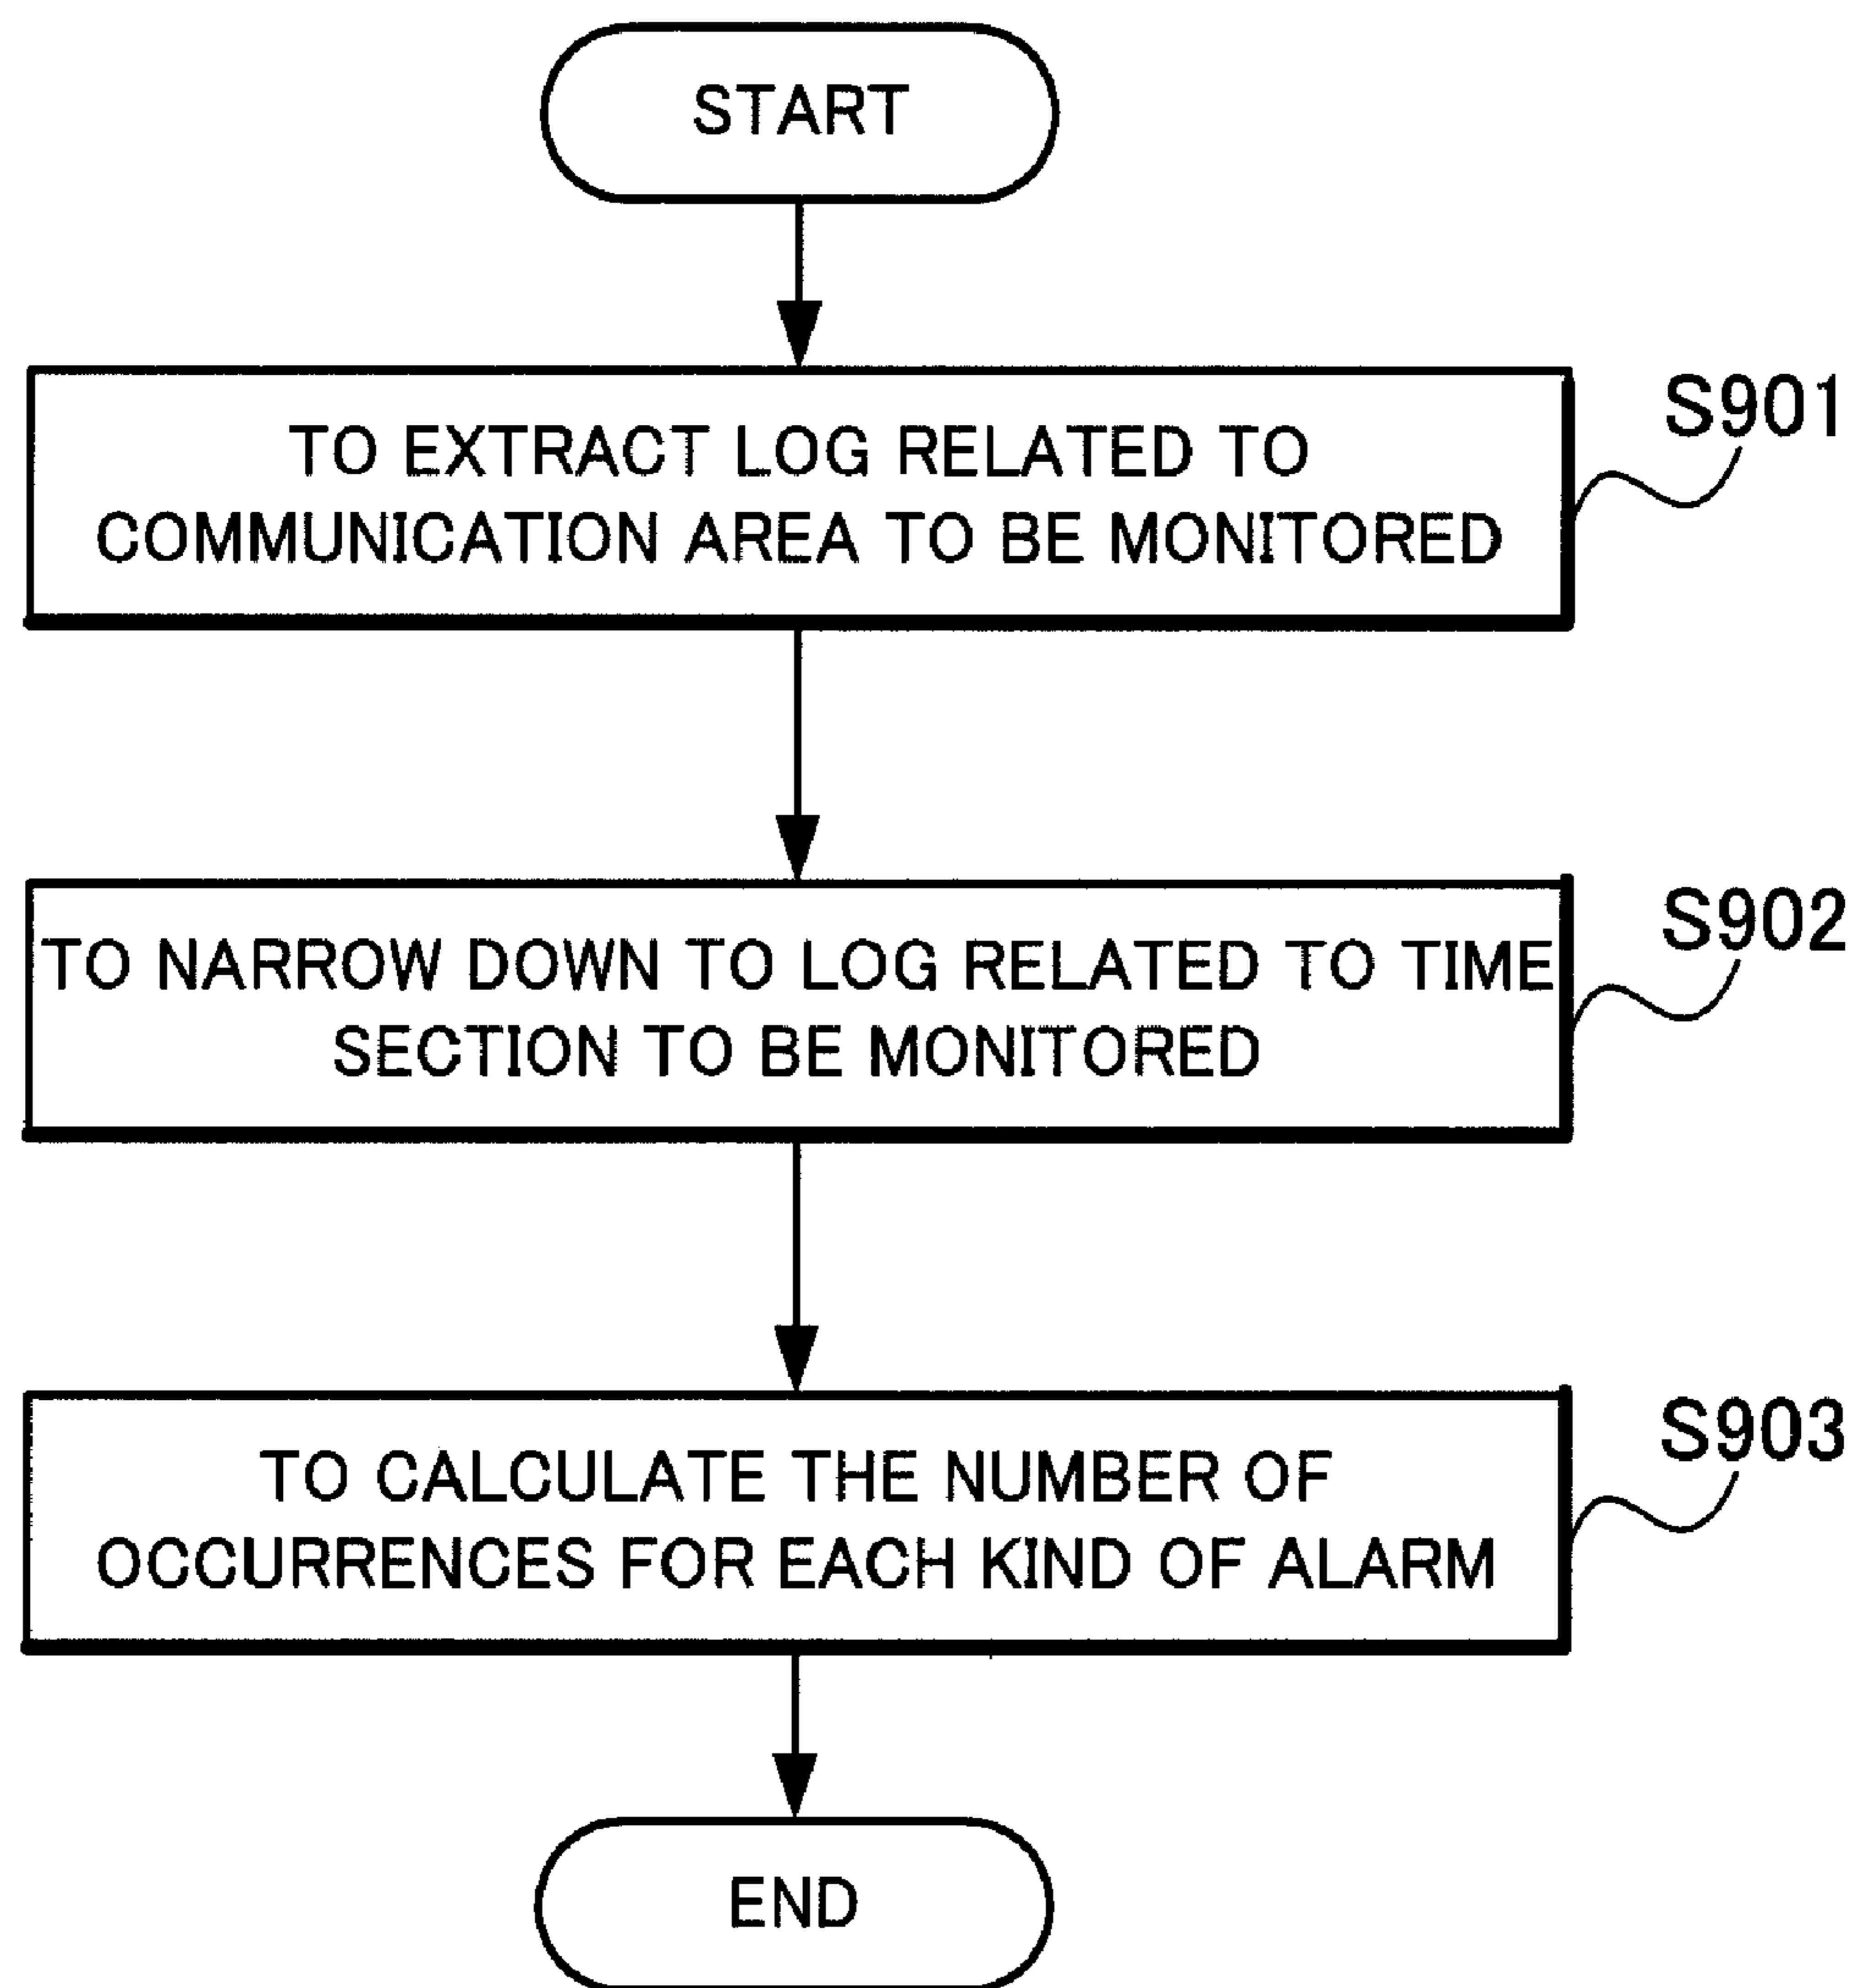 START
TO EXTRACT LOG RELATED TO
COMMUNICATION AREA TO BE MONITORED
S901
TO NARROW DOWN TO LOG RELATED TO TIME
SECTION TO BE MONITORED
S902
TO CALCULATE THE NUMBER OF
OCCURRENCES FOR EACH KIND OF ALARM
S903
END